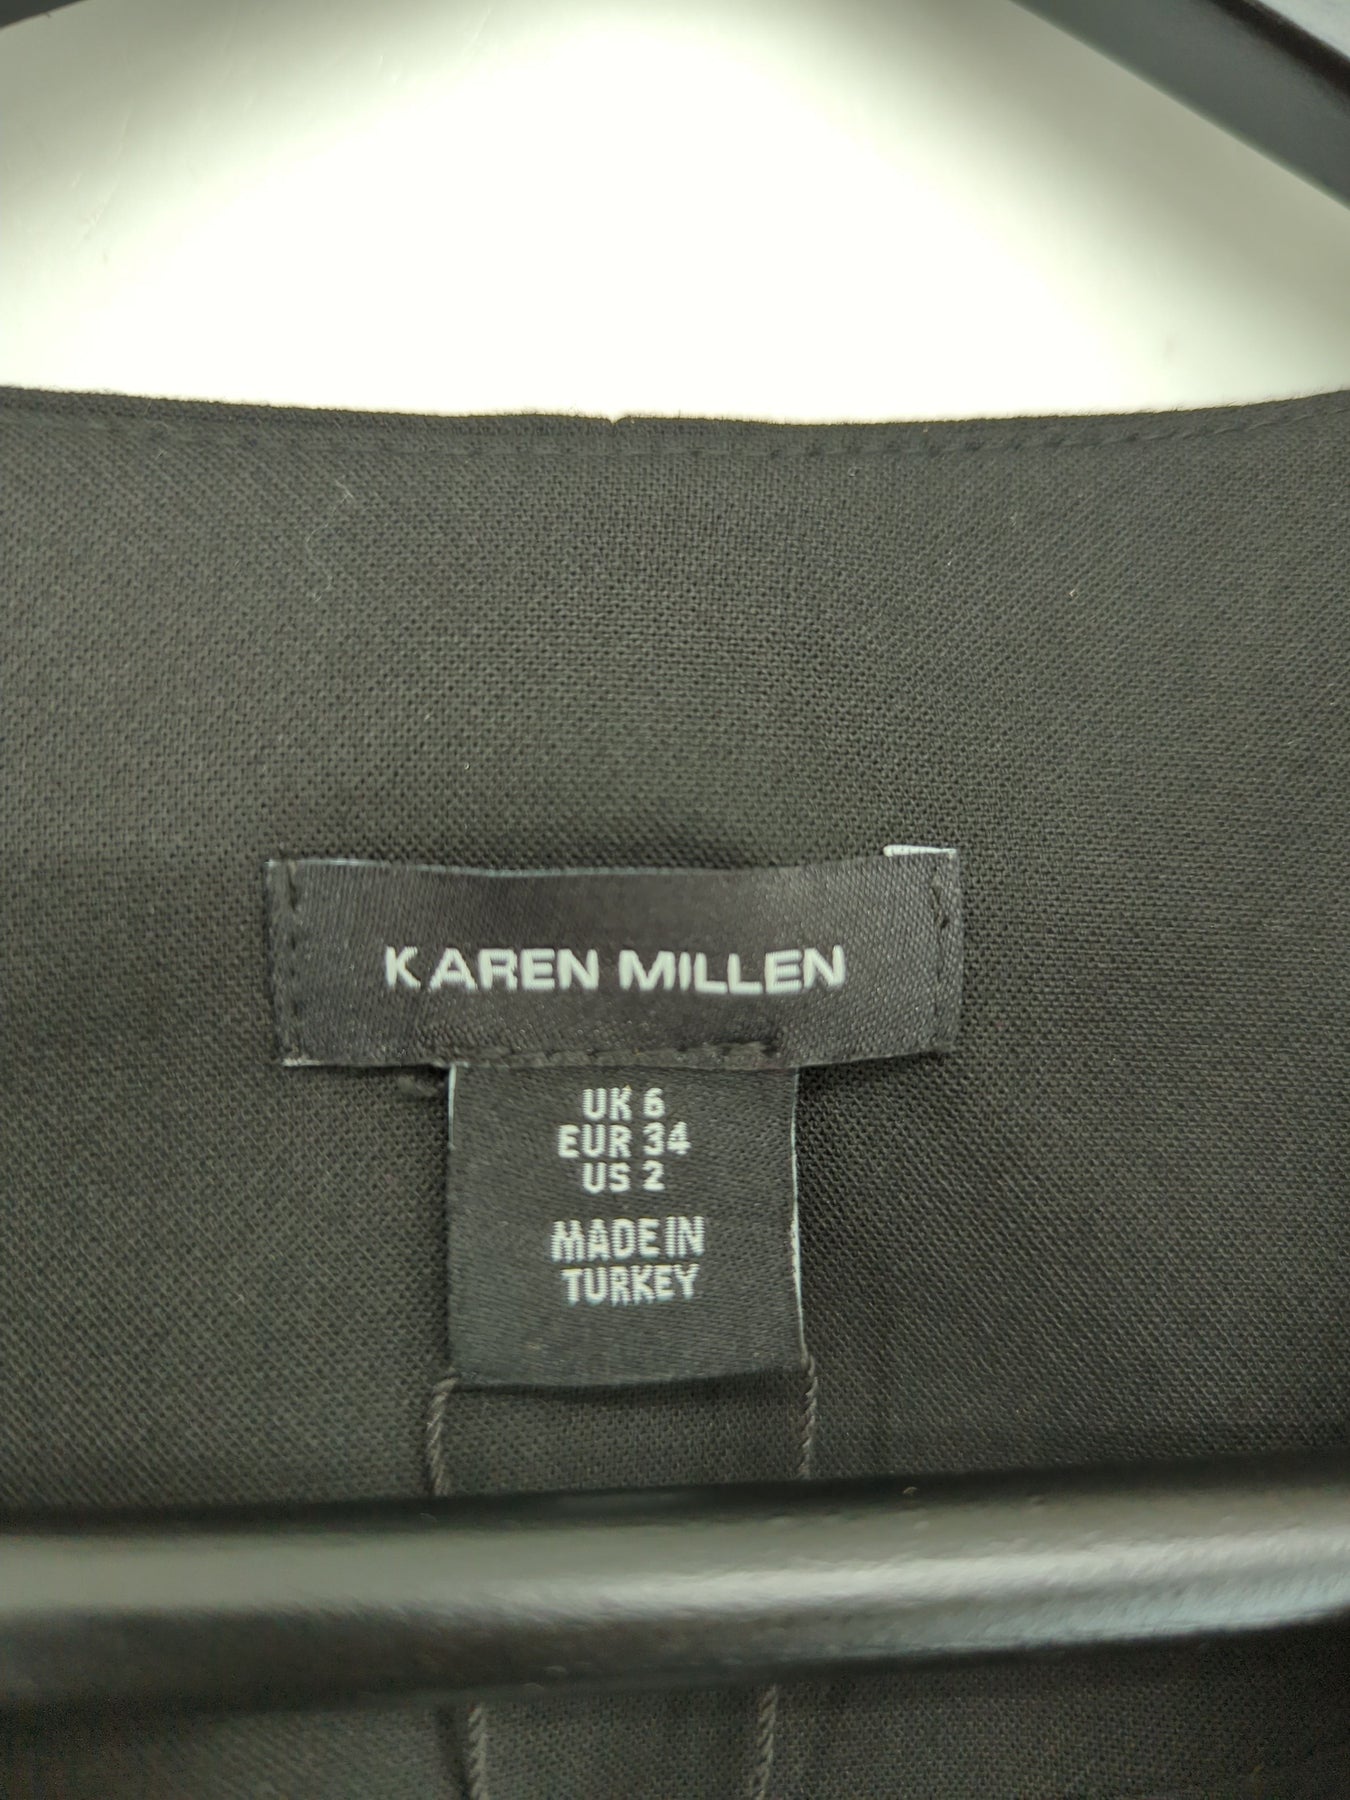 KAREN MILLEN
UK 6
EUR 34
US 2
MADE IN
TURKEY